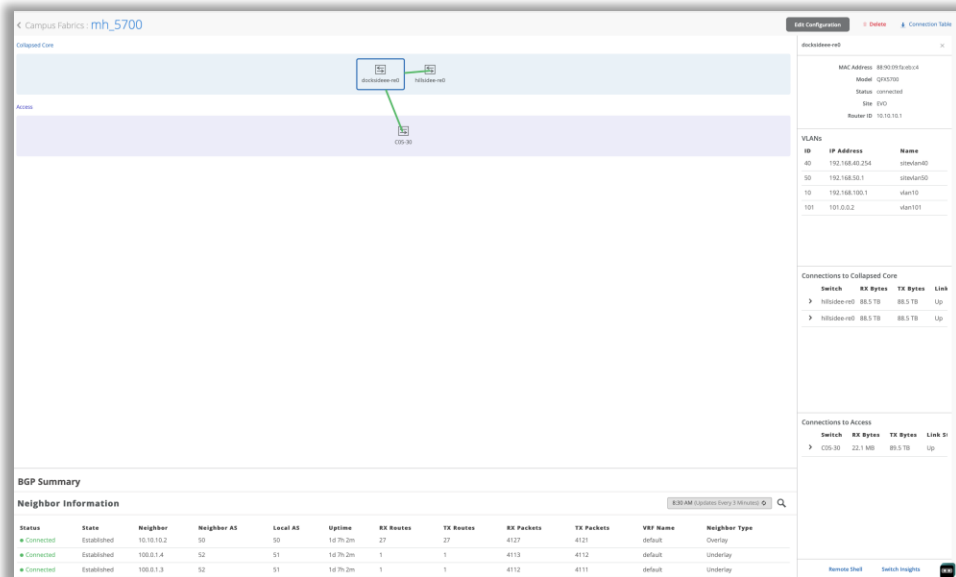 < Campus Fabrics : mh_5700
Edit Configuration Delete Connection Table
Collapsed Core
docksideee-re0 hillsidee-re0
Access
C05-30
docksideee-re0
MAC Address
Model QFX5700
Status connected
Site EVO
Router ID 10.10.10.1
VLANs
ID IP Address Name
40 192.168.40.254 sitevlan40
50 192.168.50.1 sitevlan50
10 192.168.100.1 vlan10
101 101.0.0.2 vlan101
Connections to Collapsed Core
Switch RX Bytes TX Bytes Link
hillsidee-re0 88.5 TB 88.5 TB Up
hillsidee-re0 88.5 TB 88.5 TB Up
Connections to Access
Switch RX Bytes TX Bytes Link St
C05-30 22.1 MB 89.5 TB Up
BGP Summary
Neighbor Information
8:30 AM (Updates Every 3 Minutes)
Status State Neighbor Neighbor AS Local AS Uptime RX Routes TX Routes RX Packets TX Packets VRF Name Neighbor Type
Connected Established 10.10.10.2 50 50 1d 7h 2m 27 27 4127 4121 default Overlay
Connected Established 100.0.1.4 52 51 1d 7h 2m 1 1 4113 4112 default Underlay
Connected Established 100.0.1.3 52 51 1d 7h 2m 1 1 4112 4111 default Underlay
Remote Shell Switch Insights